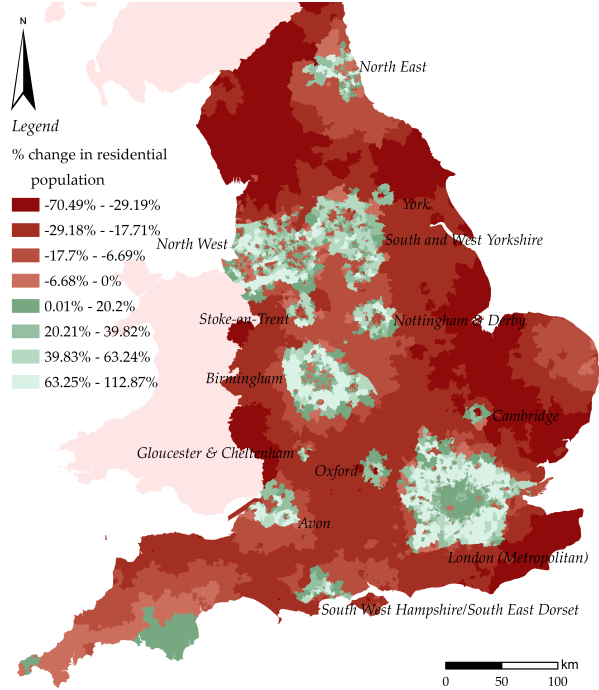 N
North East
Legend
% change in residential
population
-70.49% - -29.19%
-29.18% - -17.71%
-17.7% - -6.69%
-6.68% - 0%
0.01% - 20.2%
20.21% - 39.82%
39.83% - 63.24%
63.25% - 112.87%
York
North West
South and West Yorkshire
Stoke-on-Trent
Nottingham & Derby
Birmingham
Cambridge
Gloucester & Cheltenham
Oxford
Avon
London (Metropolitan)
South West Hampshire/South East Dorset
km
0 50 100